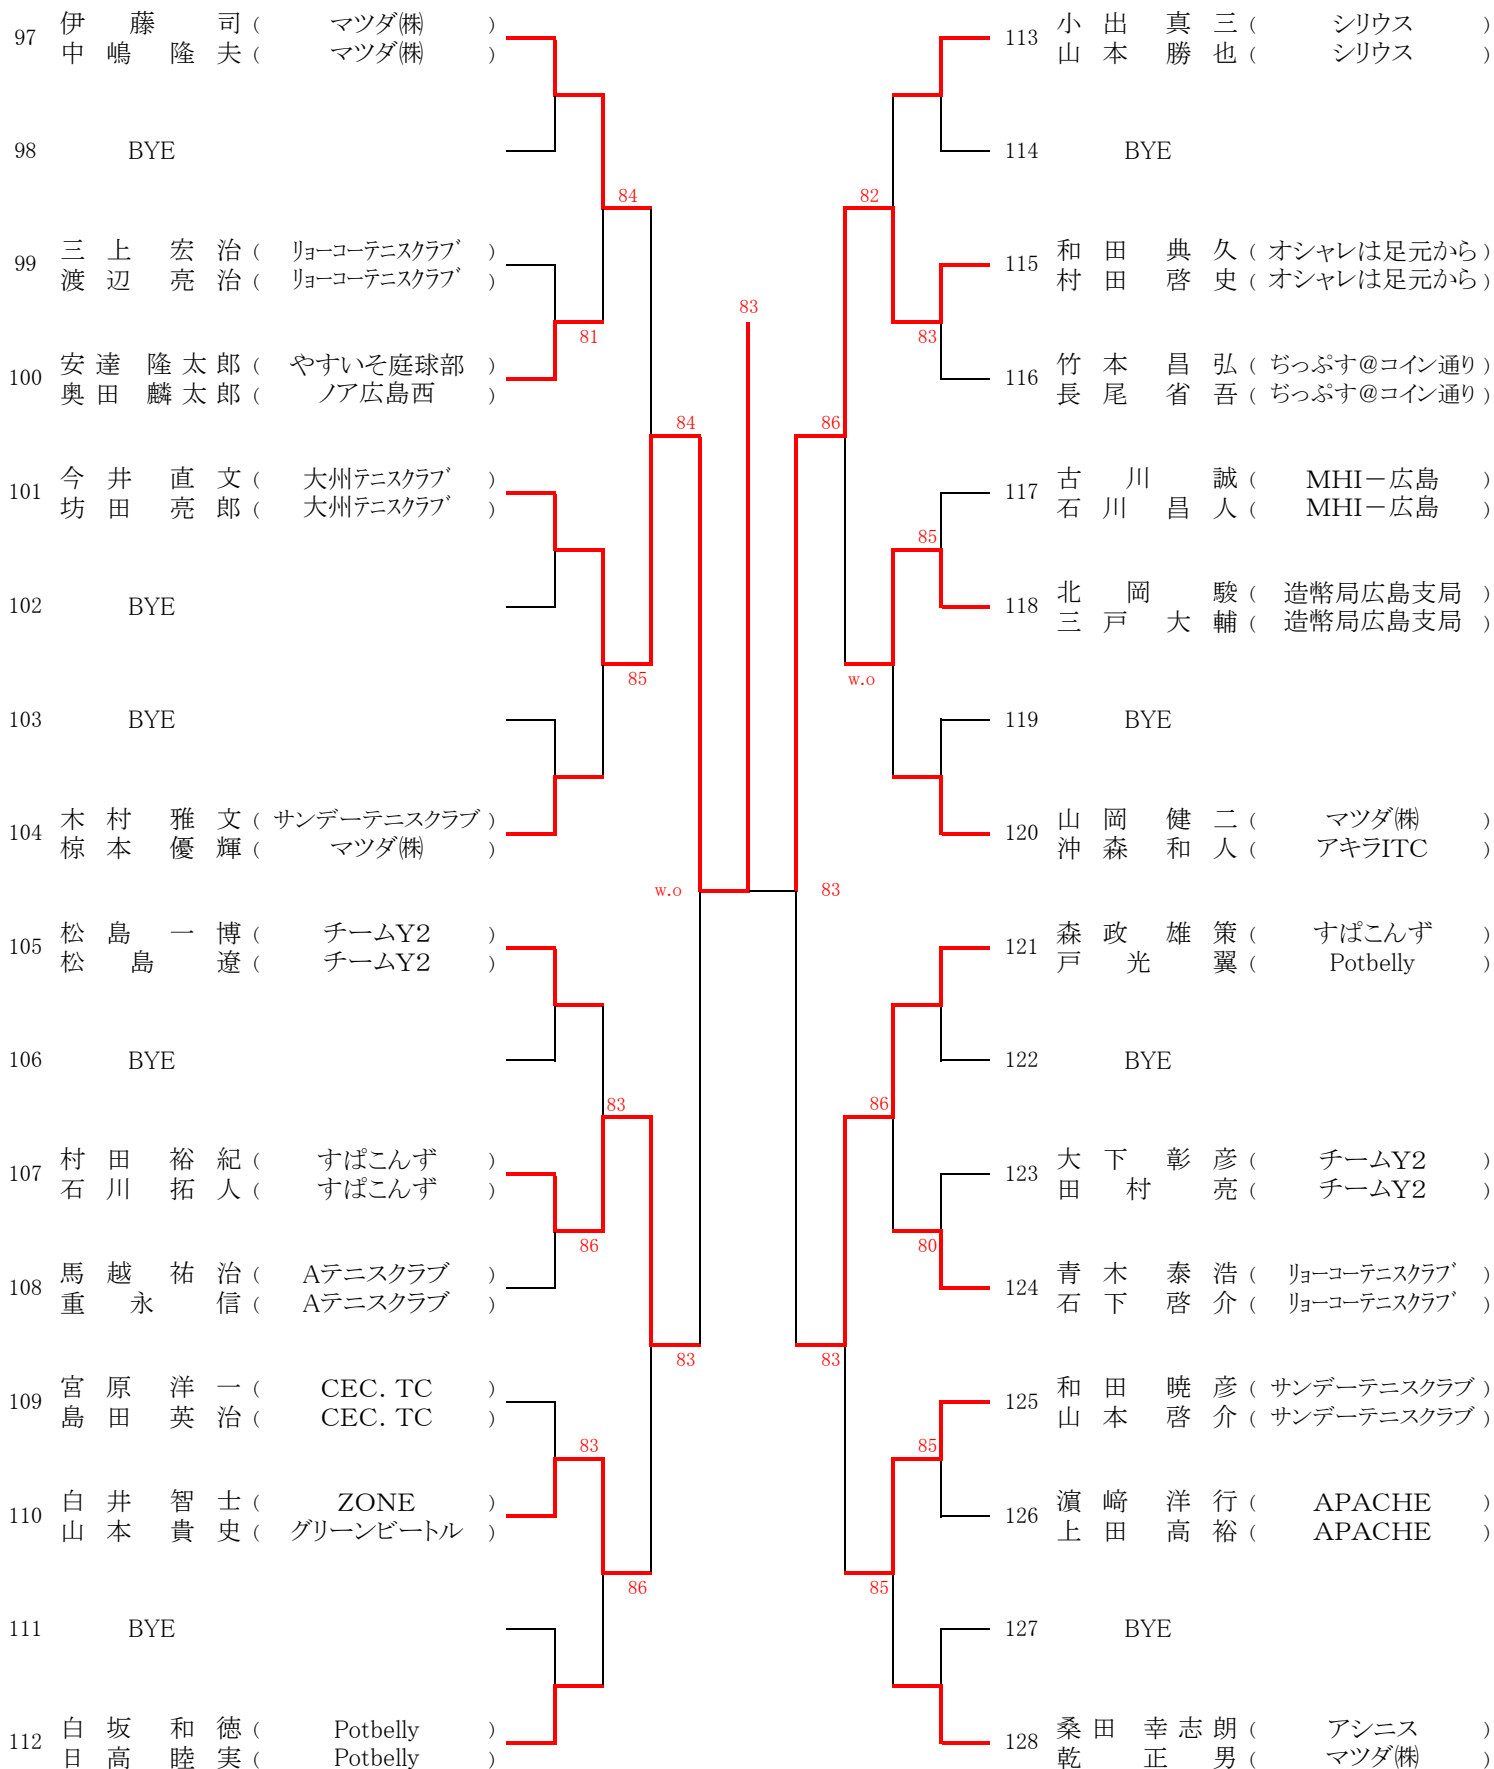 97 伊藤司 ( マツダ㈱ )
中嶋隆夫 ( マツダ㈱ )
98 BYE
84
99 三上宏治 ( リョーコーテニスクラブ )
渡辺亮治 ( リョーコーテニスクラブ )
81
100 安達隆太郎 ( やすいそ庭球部 )
奥田麟太郎 ( ノア広島西 )
84
101 今井直文 ( 大州テニスクラブ )
坊田亮郎 ( 大州テニスクラブ )
102 BYE
85
103 BYE
104 木村雅文 ( サンデーテニスクラブ )
椋本優輝 ( マツダ㈱ )
w.o
105 松島一博 ( チームY2 )
松島遼 ( チームY2 )
106 BYE
83
107 村田裕紀 ( すぱこんず )
石川拓人 ( すぱこんず )
86
108 馬越祐治 ( Aテニスクラブ )
重永信 ( Aテニスクラブ )
83
109 宮原洋一 ( CEC. TC )
島田英治 ( CEC. TC )
83
110 白井智士 ( ZONE )
山本貴史 ( グリーンビートル )
86
111 BYE
112 白坂和徳 ( Potbelly )
日高睦実 ( Potbelly )
83
113 小出真三 ( シリウス )
山本勝也 ( シリウス )
114 BYE
82
115 和田典久 ( オシャレは足元から )
村田啓史 ( オシャレは足元から )
83
116 竹本昌弘 ( ぢっぷす@コイン通り )
長尾省吾 ( ぢっぷす@コイン通り )
86
117 古川誠 ( MHI－広島 )
石川昌人 ( MHI－広島 )
85
118 北岡駿 ( 造幣局広島支局 )
三戸大輔 ( 造幣局広島支局 )
w.o
119 BYE
120 山岡健二 ( マツダ㈱ )
沖森和人 ( アキラITC )
83
121 森政雄策 ( すぱこんず )
戸光翼 ( Potbelly )
122 BYE
86
123 大下彰彦 ( チームY2 )
田村亮 ( チームY2 )
80
124 青木泰浩 ( リョーコーテニスクラブ )
石下啓介 ( リョーコーテニスクラブ )
83
125 和田暁彦 ( サンデーテニスクラブ )
山本啓介 ( サンデーテニスクラブ )
85
126 濵﨑洋行 ( APACHE )
上田高裕 ( APACHE )
85
127 BYE
128 桑田幸志朗 ( アシニス )
乾正男 ( マツダ㈱ )